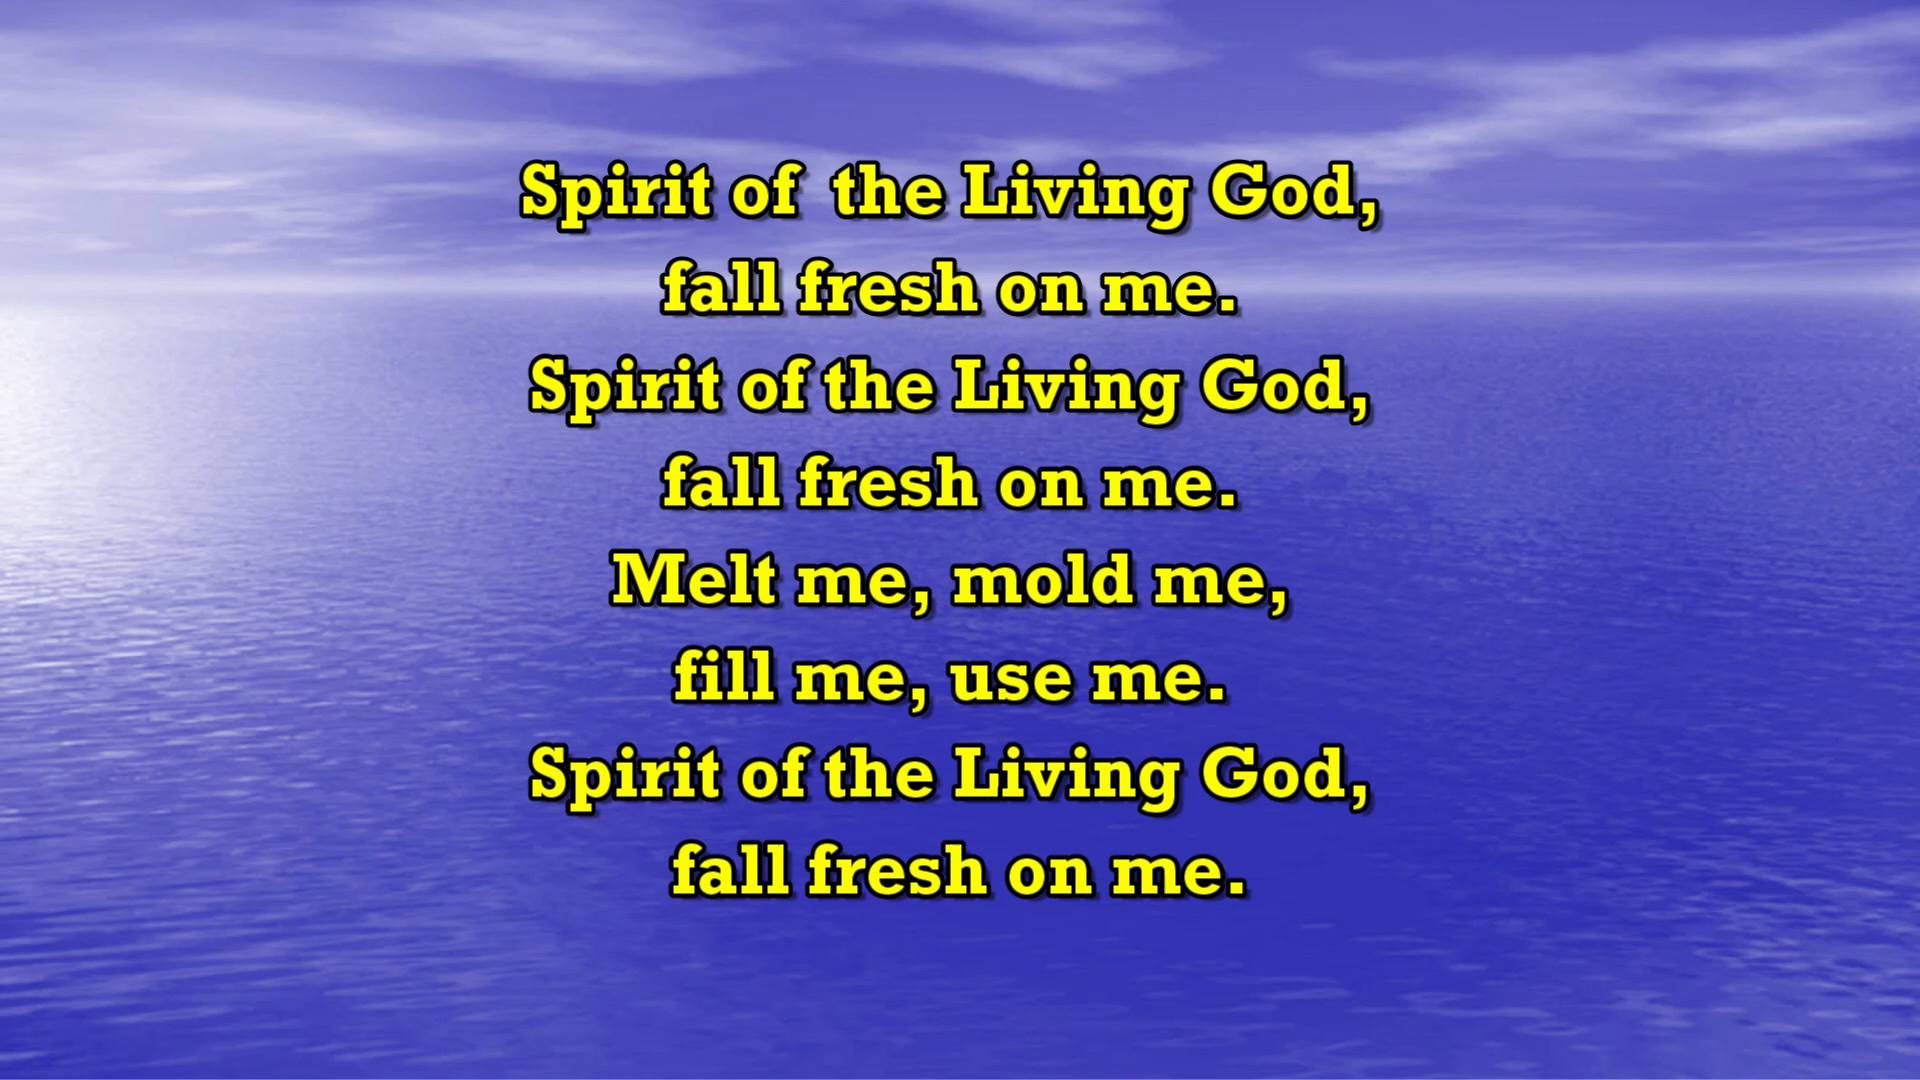 Spirit of the Living God,
fall fresh on me.
Spirit of the Living God,
fall fresh on me.
Melt me, mold me,
fill me, use me.
Spirit of the Living God,
fall fresh on me.